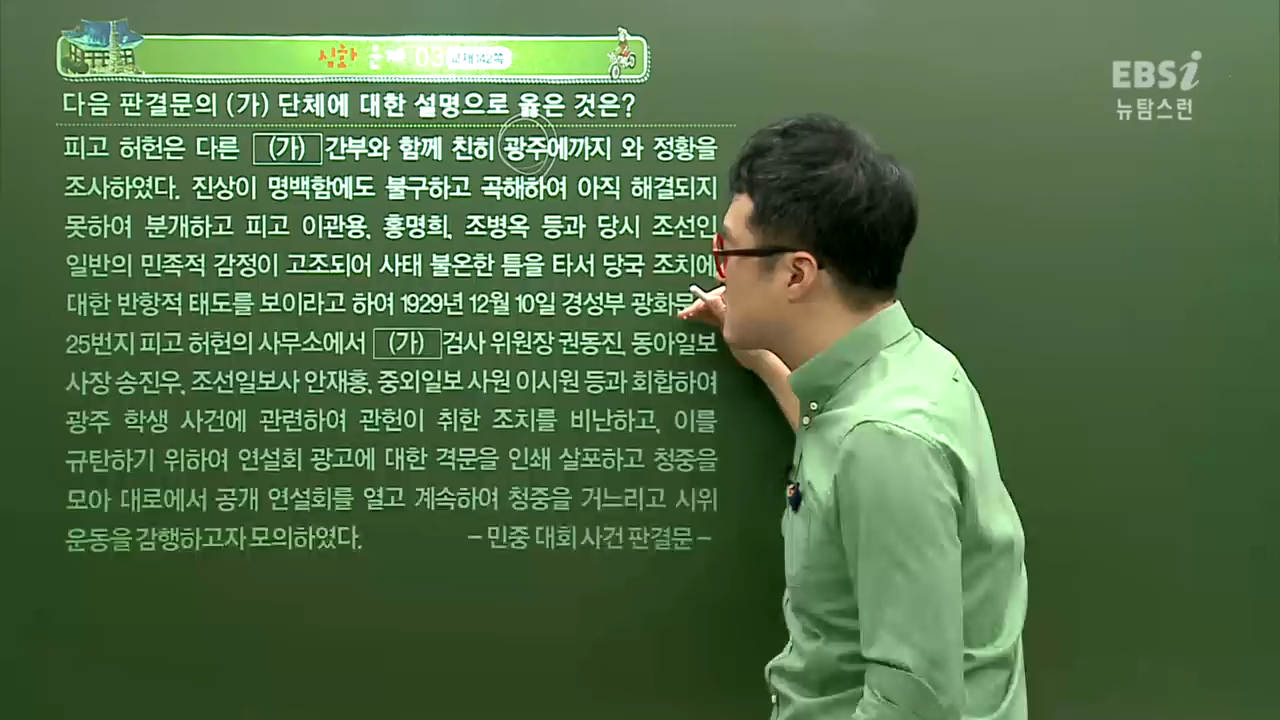 심화 문제 03 교재 142쪽
EBSi
뉴탐스런
다음 판결문의 (가) 단체에 대한 설명으로 옳은 것은?
피고 허헌은 다른 (가) 간부와 함께 친히 광주에까지 와 정황을
조사하였다. 진상이 명백함에도 불구하고 곡해하여 아직 해결되지
못하여 분개하고 피고 이관용, 홍명희, 조병옥 등과 당시 조선인
일반의 민족적 감정이 고조되어 사태 불온한 틈을 타서 당국 조치에
대한 반항적 태도를 보이라고 하여 1929년 12월 10일 경성부 광화문
25번지 피고 허헌의 사무소에서 (가) 검사 위원장 권동진, 동아일보
사장 송진우, 조선일보사 안재홍, 중외일보 사원 이시원 등과 회합하여
광주 학생 사건에 관련하여 관헌이 취한 조치를 비난하고, 이를
규탄하기 위하여 연설회 광고에 대한 격문을 인쇄 살포하고 청중을
모아 대로에서 공개 연설회를 열고 계속하여 청중을 거느리고 시위
운동을 감행하고자 모의하였다. - 민중 대회 사건 판결문 -